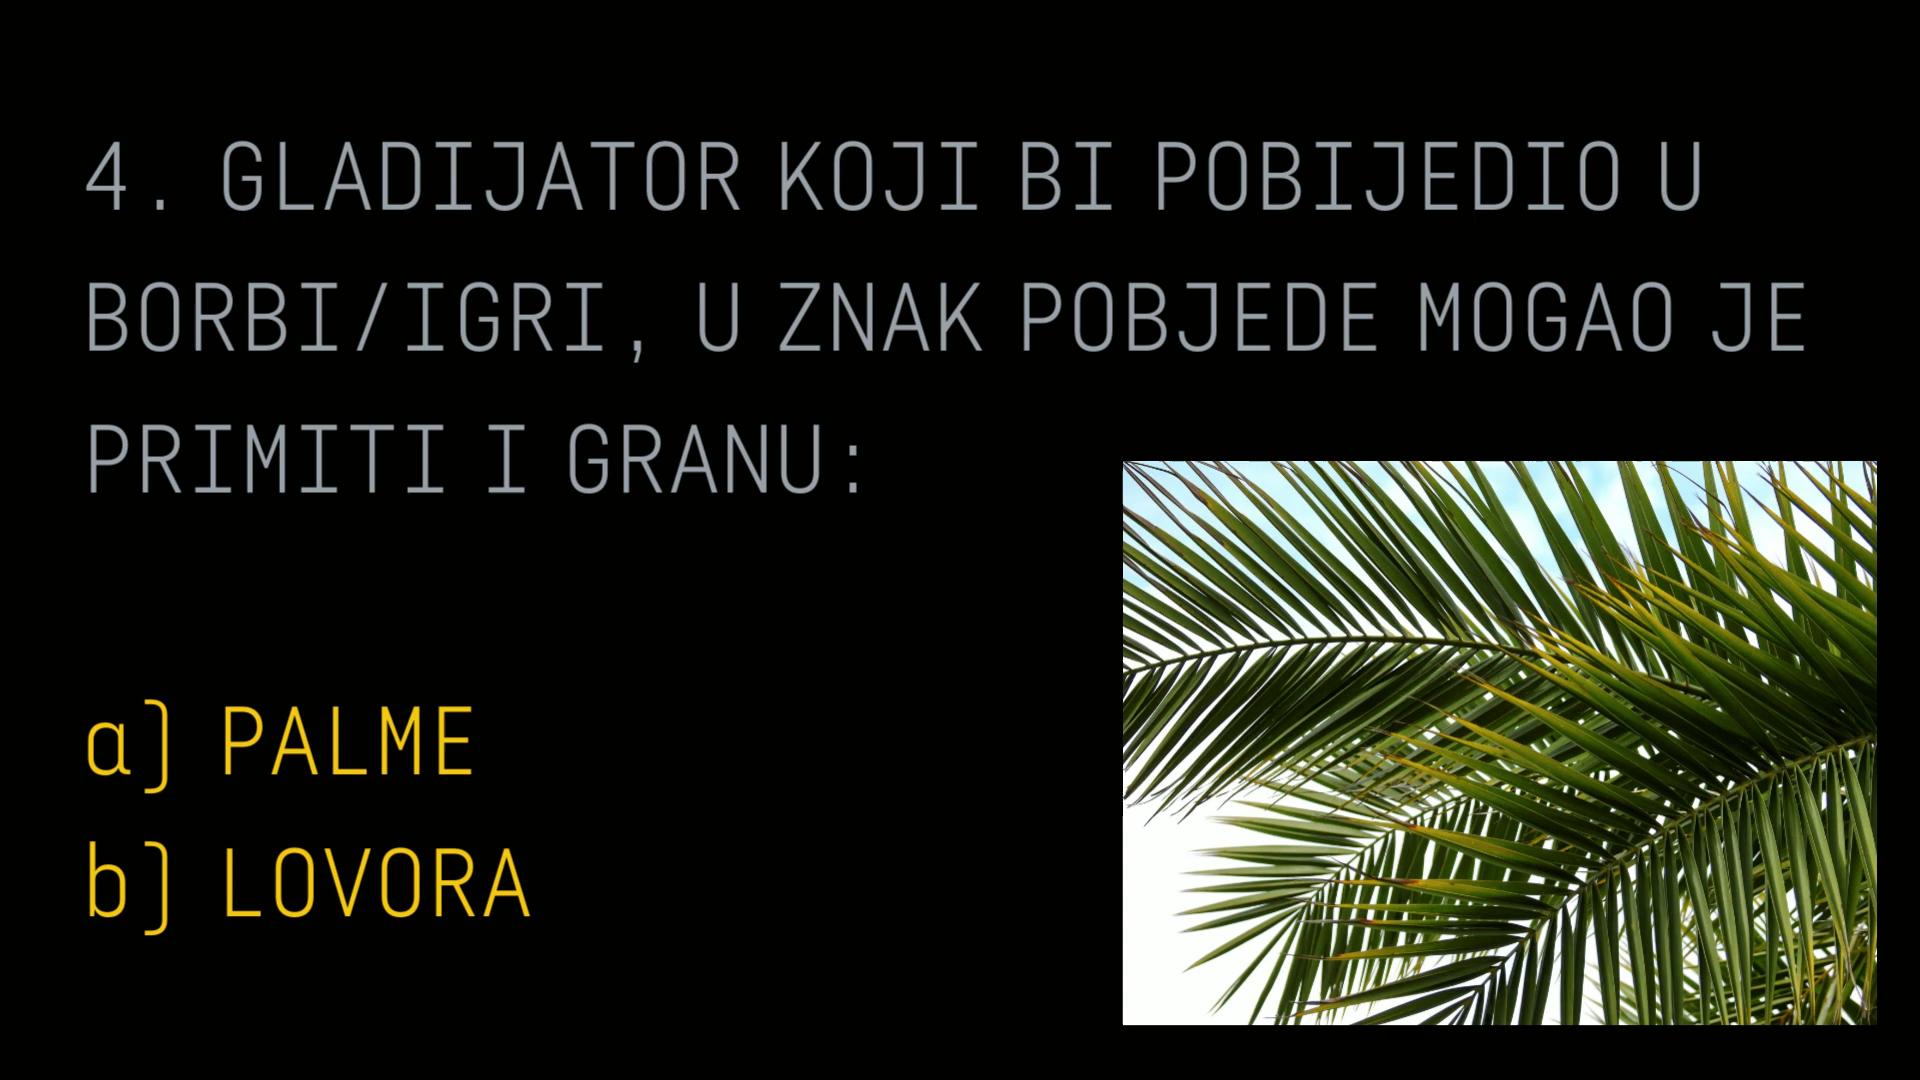 4. GLADIJATOR KOJI BI POBIJEDIO U
BORBI/IGRI, U ZNAK POBJEDE MOGAO JE
PRIMITI I GRANU:
a) PALME
b) LOVORA